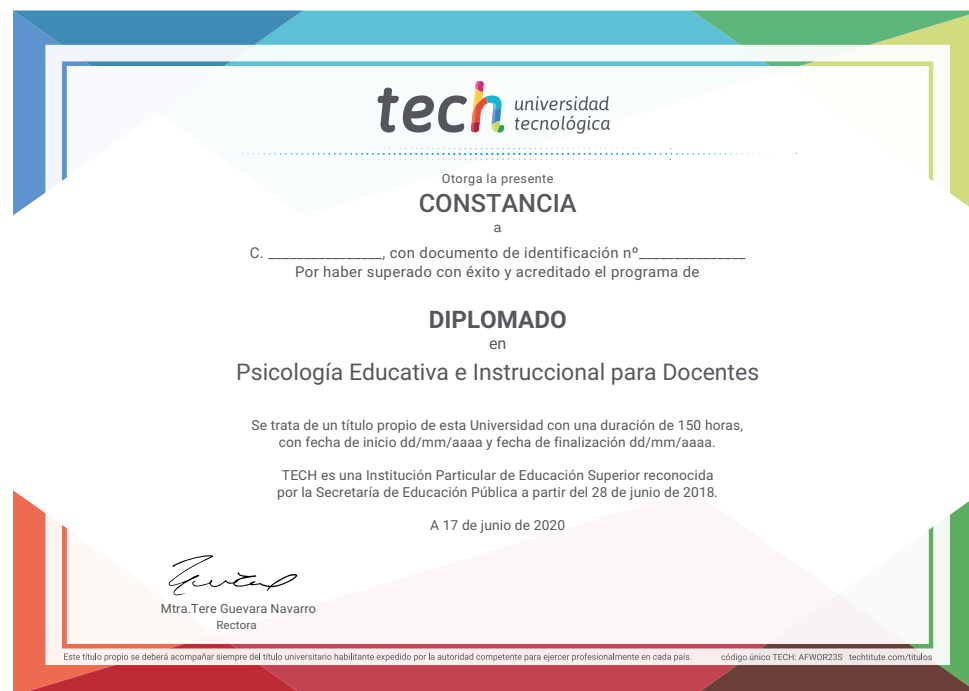 tech universidad
tecnológica
Otorga la presente
CONSTANCIA
a
C. ________________, con documento de identificación nº_______________
Por haber superado con éxito y acreditado el programa de
DIPLOMADO
en
Psicología Educativa e Instruccional para Docentes
Se trata de un título propio de esta Universidad con una duración de 150 horas,
con fecha de inicio dd/mm/aaaa y fecha de finalización dd/mm/aaaa.
TECH es una Institución Particular de Educación Superior reconocida
por la Secretaría de Educación Pública a partir del 28 de junio de 2018.
A 17 de junio de 2020
Mtra.Tere Guevara Navarro
Rectora
Este título propio se deberá acompañar siempre del título universitario habilitante expedido por la autoridad competente para ejercer profesionalmente en cada país. código único TECH: AFWOR23S techtitute.com/titulos